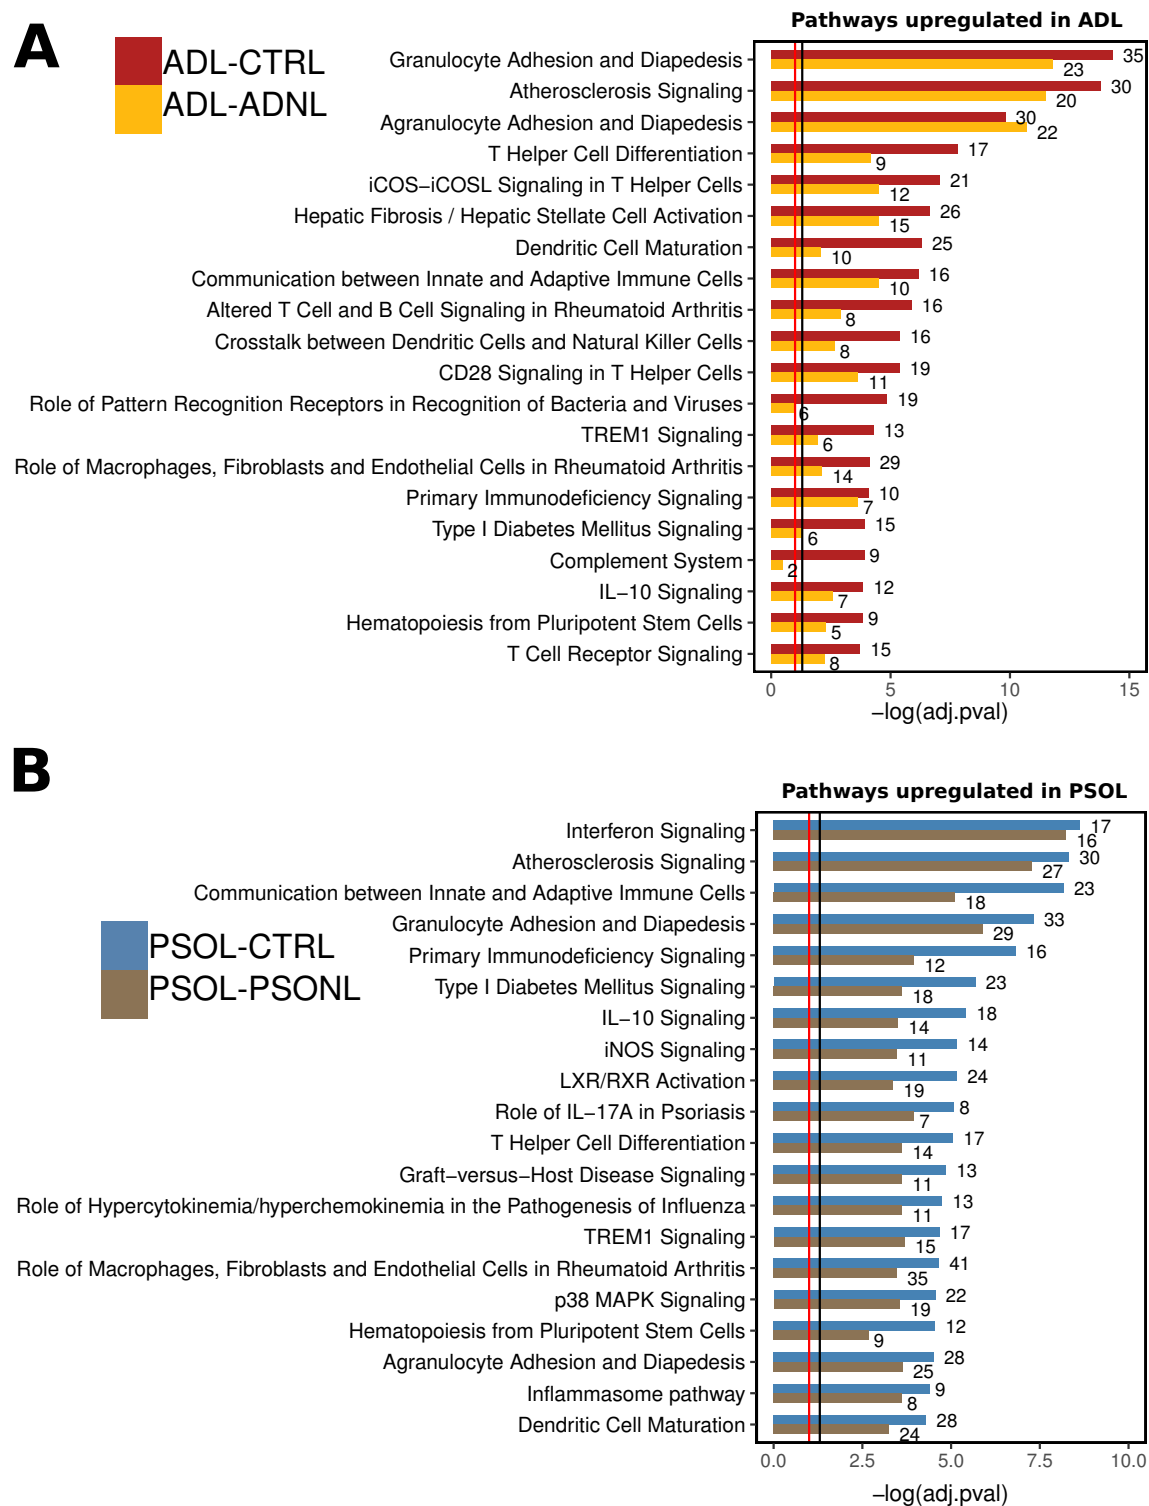 A
Pathways upregulated in ADL
ADL-CTRL
ADL-ADNL
Granulocyte Adhesion and Diapedesis 35 23
Atherosclerosis Signaling 30 20
Agranulocyte Adhesion and Diapedesis 30 22
T Helper Cell Differentiation 17 9
iCOS−iCOSL Signaling in T Helper Cells 21 12
Hepatic Fibrosis / Hepatic Stellate Cell Activation 26 15
Dendritic Cell Maturation 25 10
Communication between Innate and Adaptive Immune Cells 16 10
Altered T Cell and B Cell Signaling in Rheumatoid Arthritis 16 8
Crosstalk between Dendritic Cells and Natural Killer Cells 16 8
CD28 Signaling in T Helper Cells 19 11
Role of Pattern Recognition Receptors in Recognition of Bacteria and Viruses 19 6
TREM1 Signaling 13 6
Role of Macrophages, Fibroblasts and Endothelial Cells in Rheumatoid Arthritis 29 14
Primary Immunodeficiency Signaling 10 7
Type I Diabetes Mellitus Signaling 15 6
Complement System 9 2
IL−10 Signaling 12 7
Hematopoiesis from Pluripotent Stem Cells 9 5
T Cell Receptor Signaling 15 8
0 5 10 15
−log(adj.pval)
B
Pathways upregulated in PSOL
PSOL-CTRL
PSOL-PSONL
Interferon Signaling 17 16
Atherosclerosis Signaling 30 27
Communication between Innate and Adaptive Immune Cells 23 18
Granulocyte Adhesion and Diapedesis 33 29
Primary Immunodeficiency Signaling 16 12
Type I Diabetes Mellitus Signaling 23 18
IL−10 Signaling 18 14
iNOS Signaling 14 11
LXR/RXR Activation 24 19
Role of IL−17A in Psoriasis 8 7
T Helper Cell Differentiation 17 14
Graft−versus−Host Disease Signaling 13 11
Role of Hypercytokinemia/hyperchemokinemia in the Pathogenesis of Influenza 13 11
TREM1 Signaling 17 15
Role of Macrophages, Fibroblasts and Endothelial Cells in Rheumatoid Arthritis 41 35
p38 MAPK Signaling 22 19
Hematopoiesis from Pluripotent Stem Cells 12 9
Agranulocyte Adhesion and Diapedesis 28 25
Inflammasome pathway 9 8
Dendritic Cell Maturation 28 24
0.0 2.5 5.0 7.5 10.0
−log(adj.pval)